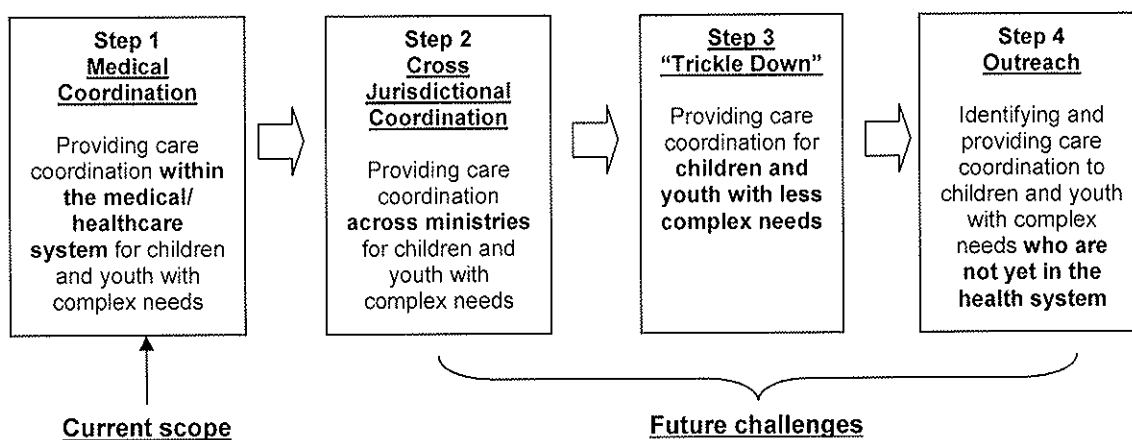 Step 1
Medical
Coordination
Providing care
coordination within
the medical/
healthcare
system for children
and youth with
complex needs
Step 2
Cross
Jurisdictional
Coordination
Providing care
coordination
across ministries
for children and
youth with
complex needs
Step 3
“Trickle Down”
Providing care
coordination for
children and
youth with less
complex needs
Step 4
Outreach
Identifying and
providing care
coordination to
children and youth
with complex
needs who are
not yet in the
health system
Current scope
Future challenges